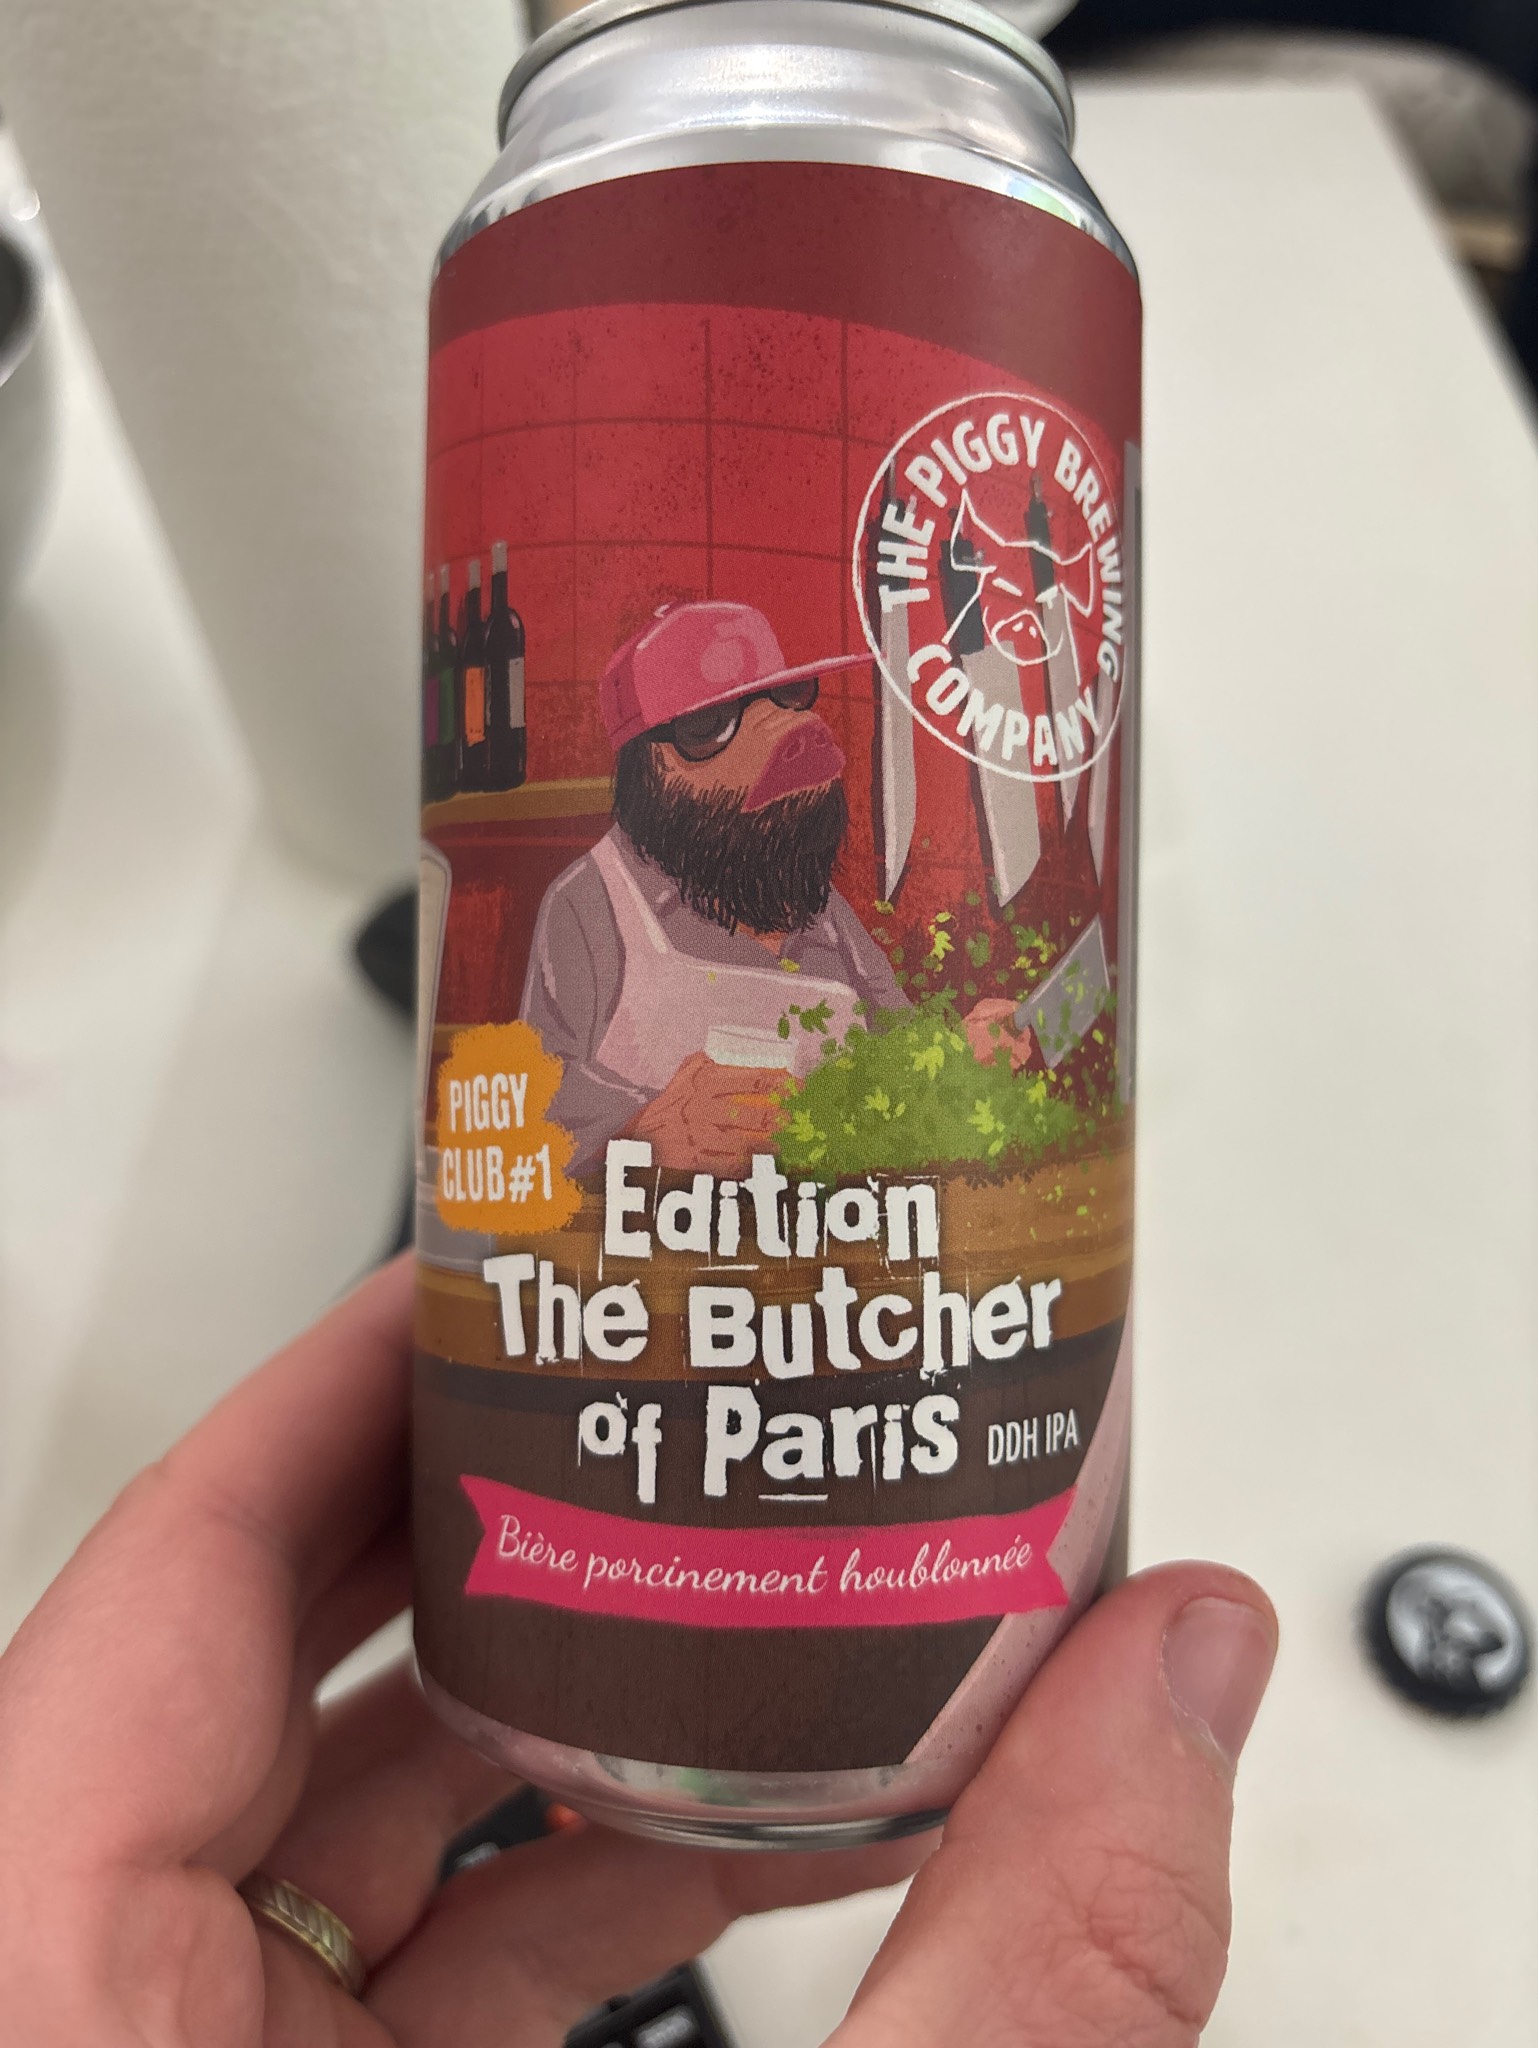 THE PIGGY BREWING
COMPANY
PIGGY
CLUB #1
Edition
The Butcher
of Paris DDH IPA
Bière porcinement houblonnée